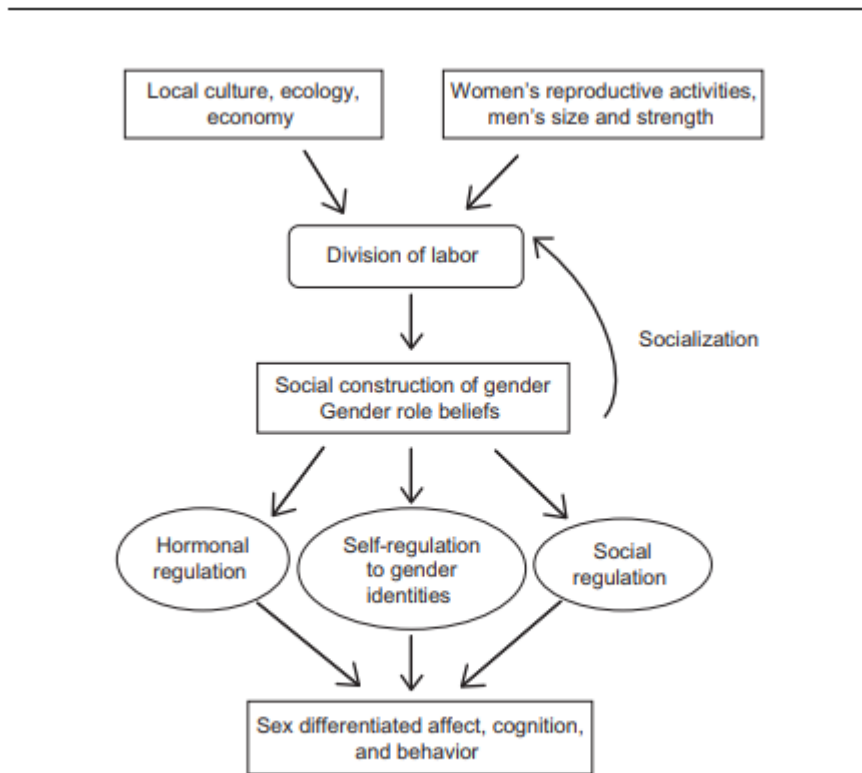 Local culture, ecology,
economy
Women's reproductive activities,
men's size and strength
Division of labor
Socialization
Social construction of gender
Gender role beliefs
Hormonal
regulation
Self-regulation
to gender
identities
Social
regulation
Sex differentiated affect, cognition,
and behavior